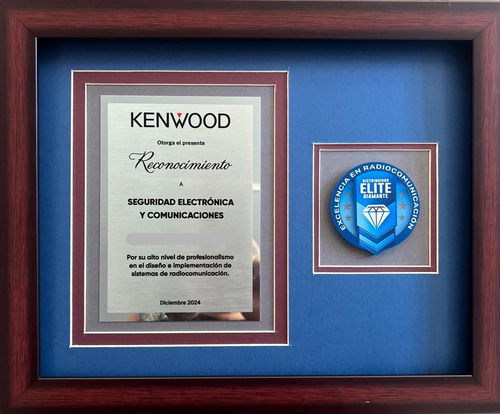 KENWOOD
Otorga el presente
Reconocimiento
A
SEGURIDAD ELECTRÓNICA
Y COMUNICACIONES
Por su alto nivel de profesionalismo
en el diseño e implementación de
sistemas de radiocomunicación.
Diciembre 2024
EXCELENCIA EN RADIOCOMUNICACIÓN
DISTRIBUIDOR
ELITE
DIAMANTE